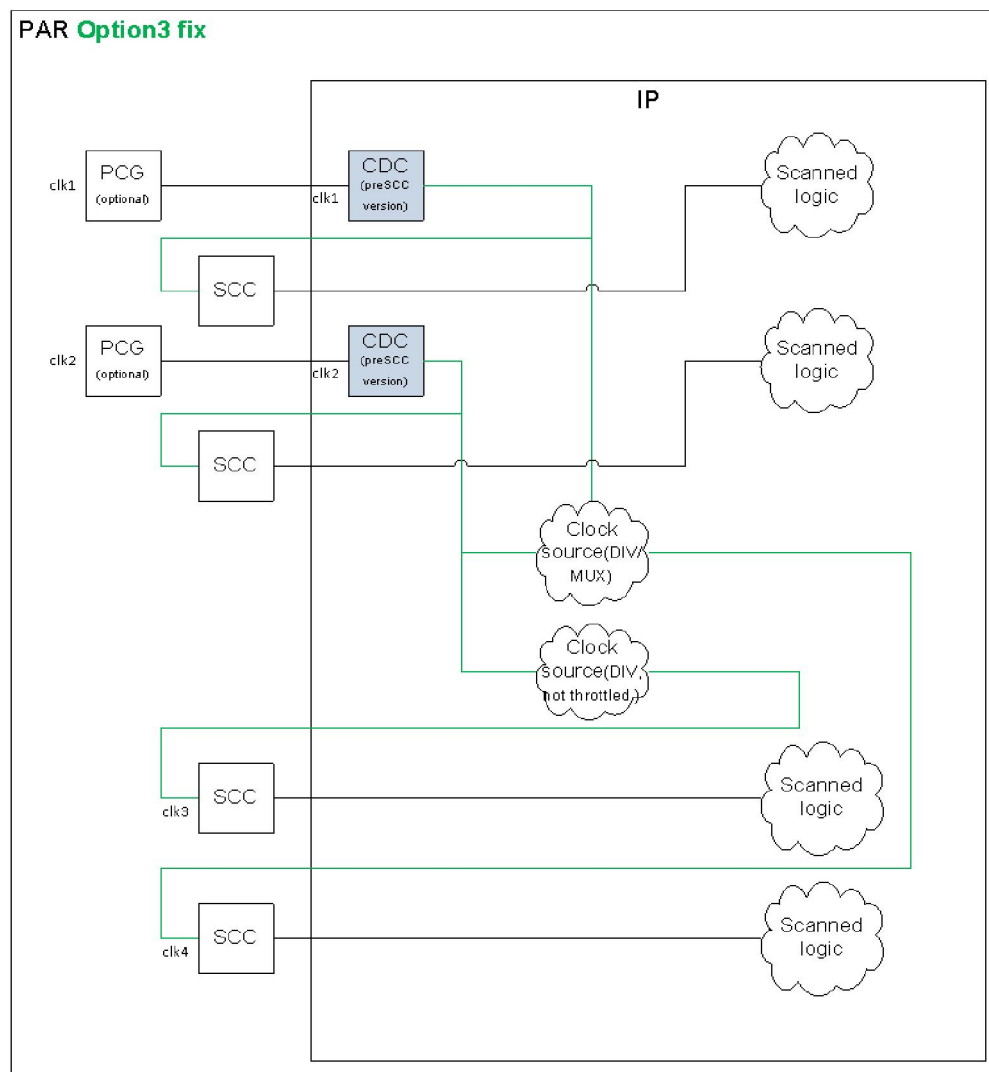 PAR Option3 fix
IP
clk1
PCG
(optional)
clk1
CDC
(preSCC
version)
Scanned
logic
SCC
clk2
PCG
(optional)
clk2
CDC
(preSCC
version)
Scanned
logic
SCC
Clock
source(DIV/
MUX)
Clock
source(DIV,
not throttled,)
clk3
SCC
Scanned
logic
clk4
SCC
Scanned
logic